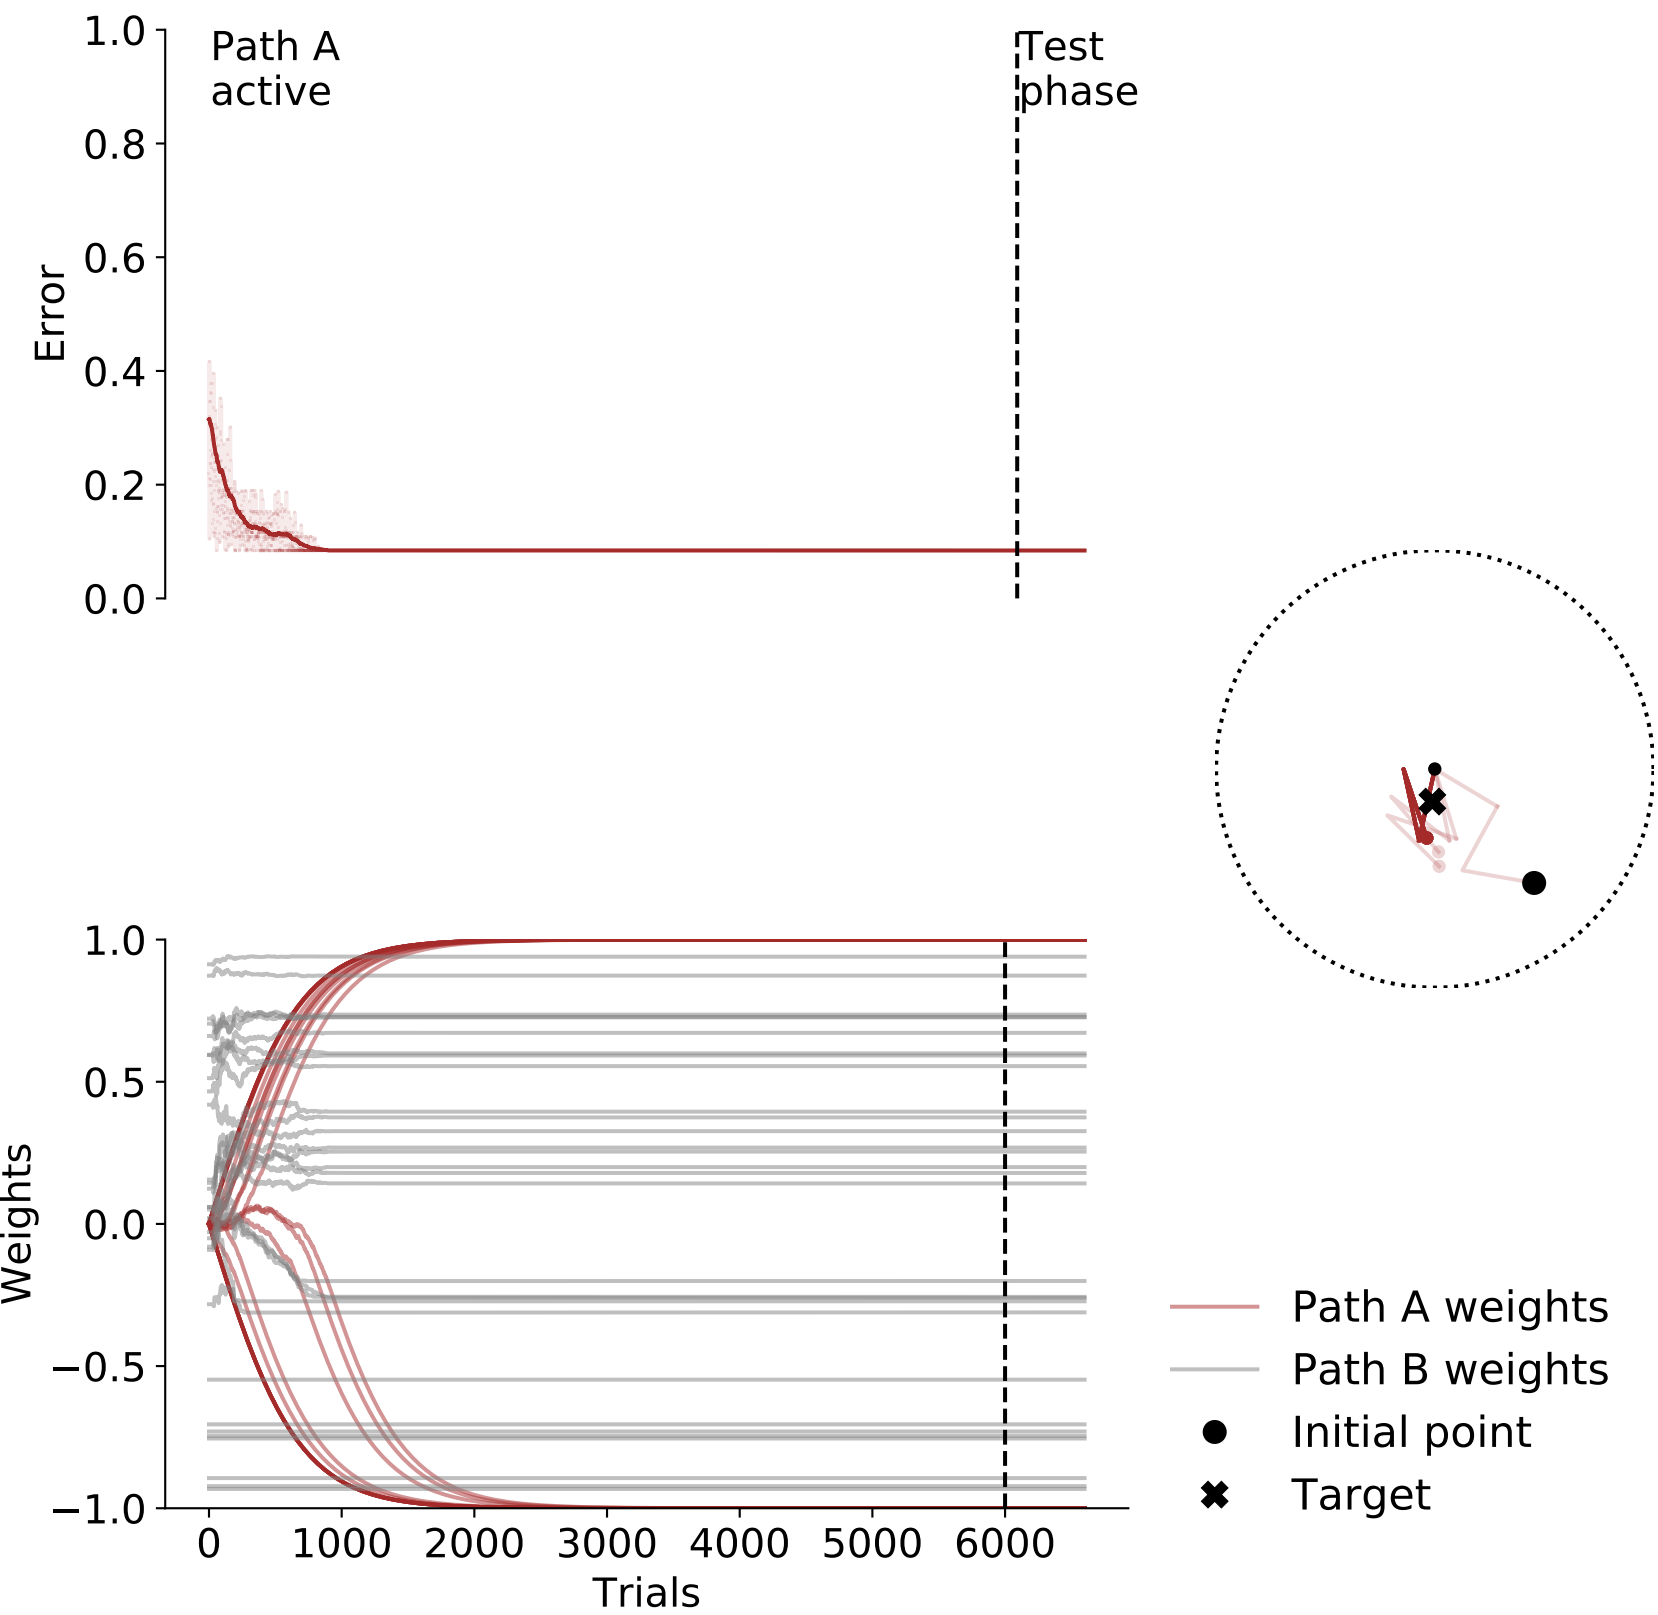 Path A
active
Test
phase
1.0
0.8
0.6
0.4
0.2
0.0
Error
1.0
0.5
0.0
−0.5
−1.0
Weights
0
1000
2000
3000
4000
5000
6000
Trials
Path A weights
Path B weights
Initial point
Target